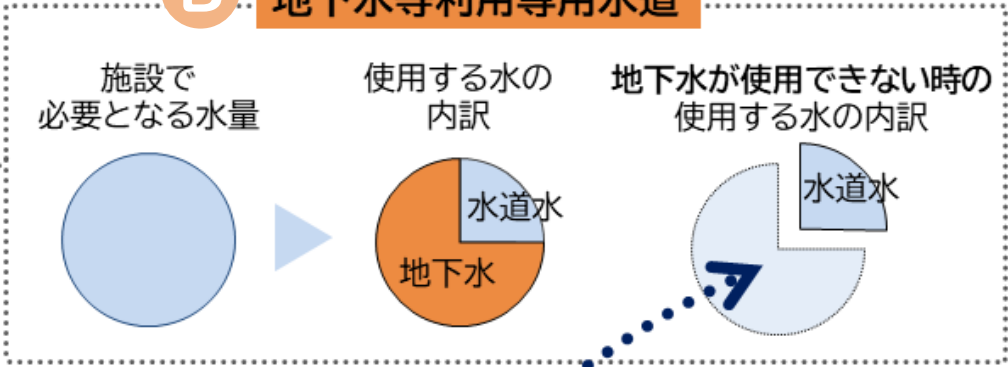 B
地下水等利用専用水道
施設で
必要となる水量
使用する水の
内訳
地下水が使用できない時の
使用する水の内訳
水道水
地下水
水道水